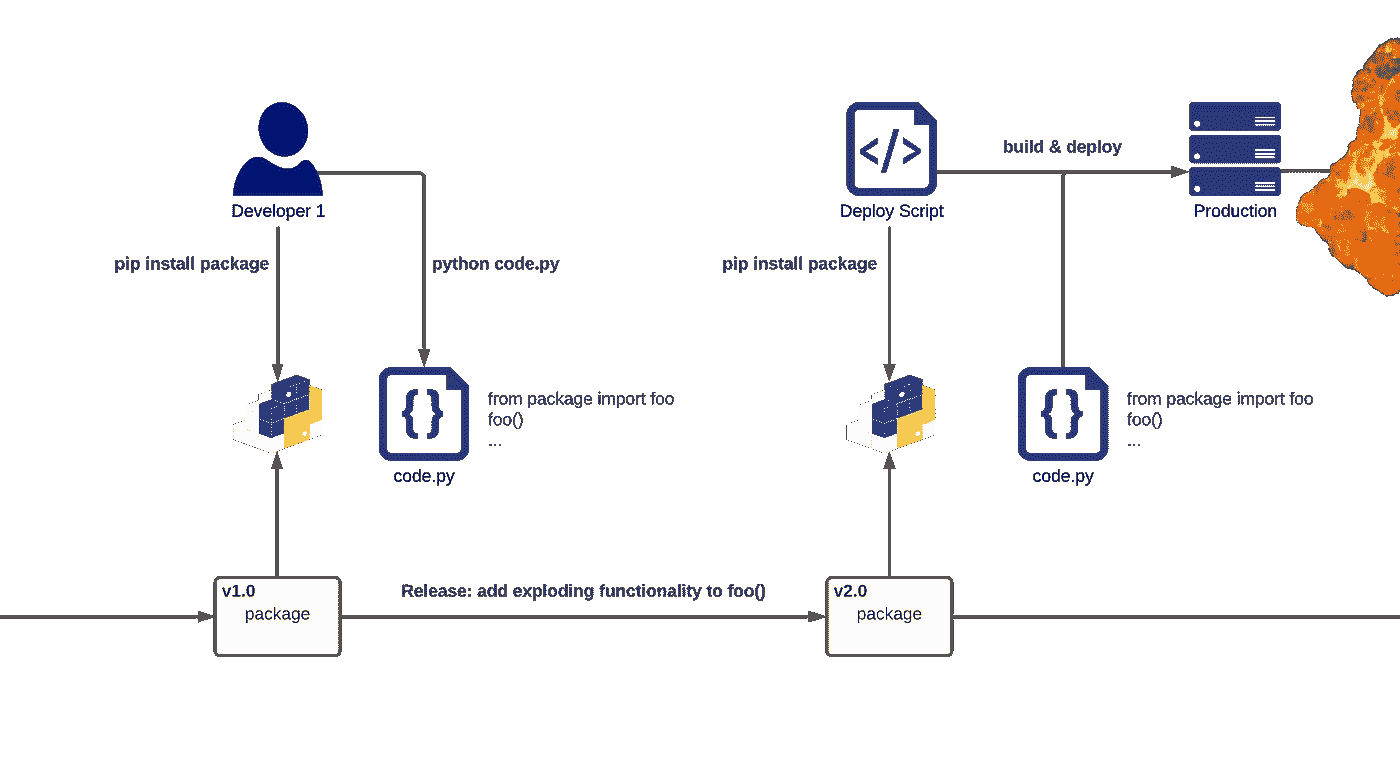 Developer 1
pip install package
python code.py
from package import foo
foo()
...
code.py
v1.0
package
Release: add exploding functionality to foo()
Deploy Script
build & deploy
Production
pip install package
from package import foo
foo()
...
code.py
v2.0
package